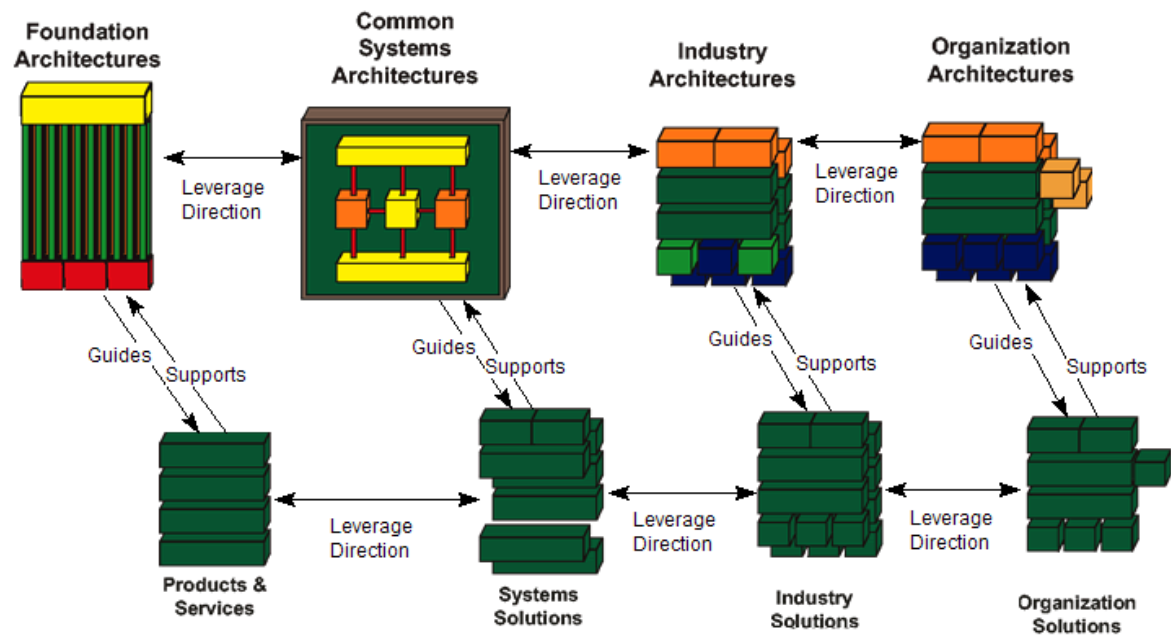 Foundation
Architectures
Common
Systems
Architectures
Industry
Architectures
Organization
Architectures
Leverage
Direction
Leverage
Direction
Leverage
Direction
Guides
Supports
Guides
Supports
Guides
Supports
Guides
Supports
Leverage
Direction
Leverage
Direction
Leverage
Direction
Products &
Services
Systems
Solutions
Industry
Solutions
Organization
Solutions